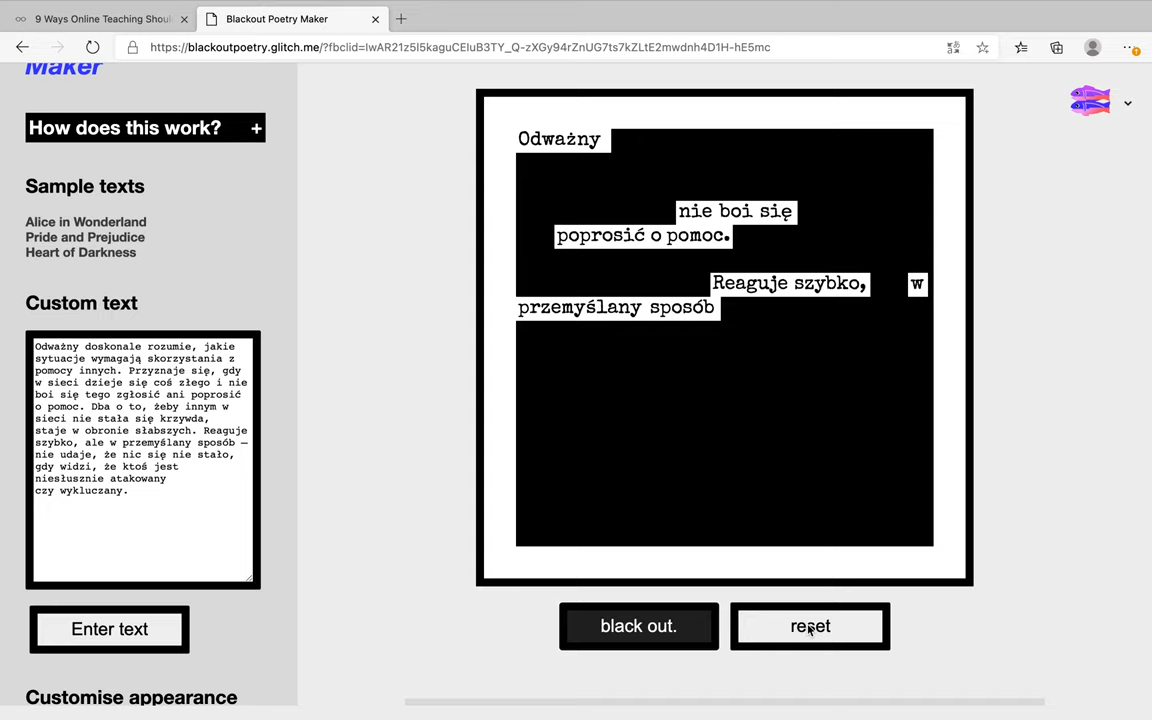 9 Ways Online Teaching Shoul
Blackout Poetry Maker
https://blackoutpoetry.glitch.me/?fbclid=IwAR21z5I5kaguCEIuB3TY_Q-zXGy94rZnUG7ts7kZLtE2mwdnh4D1H-hE5mc
Maker
How does this work? +
Sample texts
Alice in Wonderland
Pride and Prejudice
Heart of Darkness
Custom text
Odważny doskonale rozumie, jakie
sytuacje wymagają skorzystania z
pomocy innych. Przyznaje się, gdy
w sieci dzieje się coś złego i nie
boi się tego zgłosić ani poprosić
o pomoc. Dba o to, żeby innym w
sieci nie stała się krzywda,
staje w obronie słabszych. Reaguje
szybko, ale w przemyślany sposób –
nie udaje, że nic się nie stało,
gdy widzi, że ktoś jest
niesłusznie atakowany
czy wykluczany.
Enter text
Customise appearance
Odważny
nie boi się
poprosić o pomoc.
Reaguje szybko, w
przemyślany sposób
black out.
reset